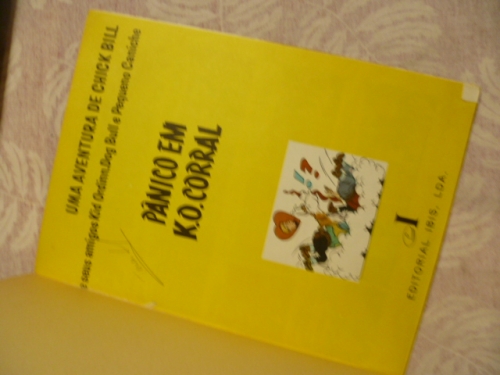 UMA AVENTURA DE CHICK BILL
seus amigos Kid Ordinn, Dog Bull e Pequeno Caniche
PÂNICO EM
K.O. CORRAL
!?
EDITORIAL IBIS, LDA.